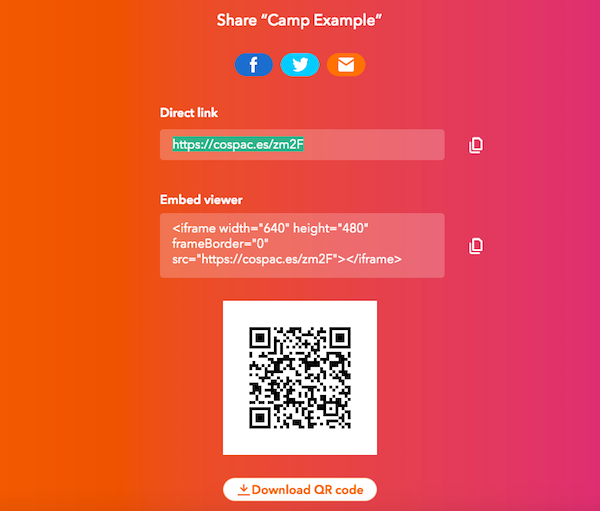 Share “Camp Example”
Direct link
https://cospac.es/zm2F
Embed viewer
<iframe width="640" height="480"
frameBorder="0"
src="https://cospac.es/zm2F"></iframe>
Download QR code